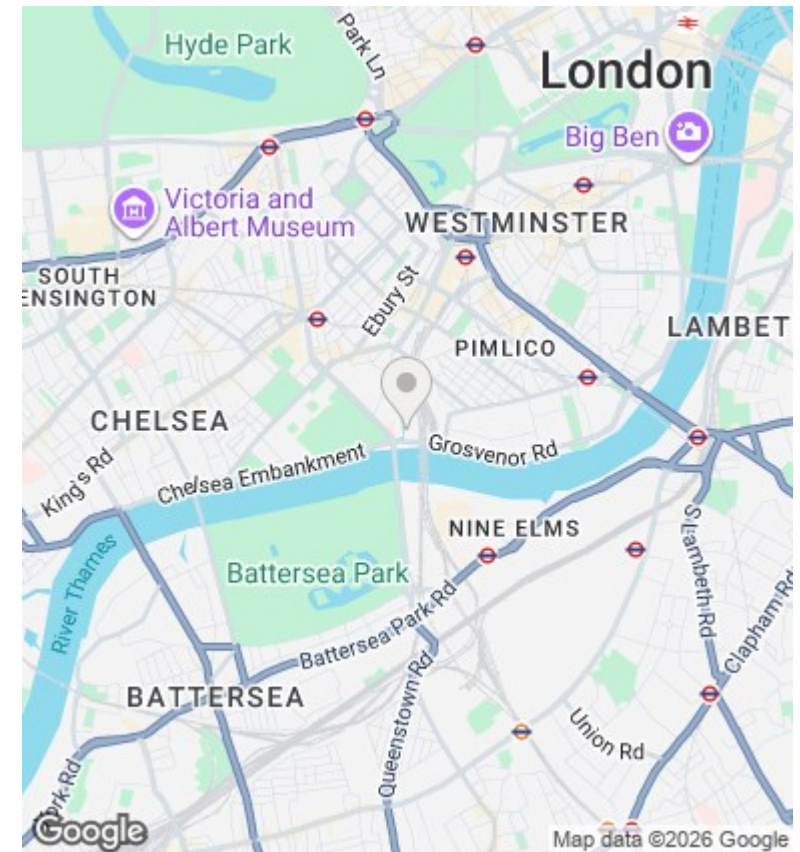 Hyde Park
Park Ln
London
Big Ben
Victoria and
Albert Museum
WESTMINSTER
SOUTH
ENSINGTON
Ebury St
LAMBET
PIMLICO
CHELSEA
King's Rd
Chelsea Embankment
Grosvenor Rd
NINE ELMS
S Lambeth Rd
River Thames
Battersea Park
Battersea Park Rd
Clapham Rd
BATTERSEA
Queenstown Rd
Union Rd
York Rd
Google
Map data ©2026 Google